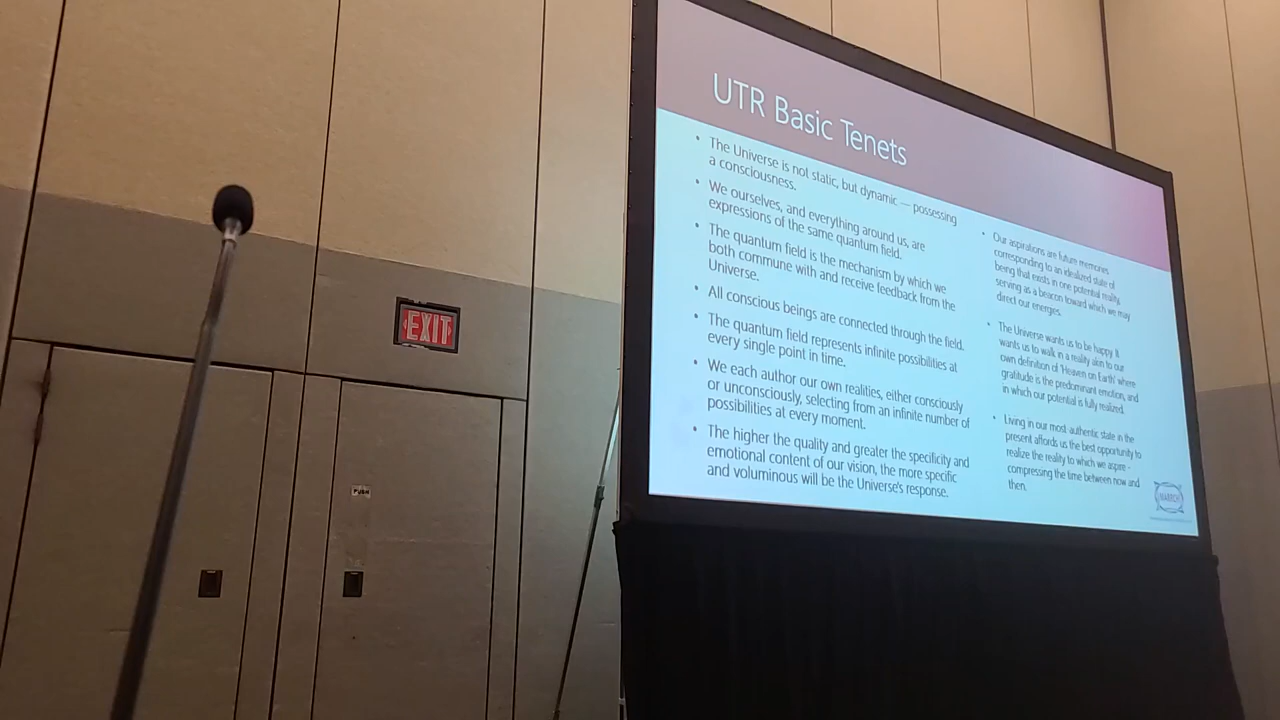 EXIT
PUSH
UTR Basic Tenets
• The Universe is not static, but dynamic — possessing
a consciousness.
• We ourselves, and everything around us, are
expressions of the same quantum field.
• The quantum field is the mechanism by which we
both commune with and receive feedback from the
Universe.
• All conscious beings are connected through the field.
• The quantum field represents infinite possibilities at
every single point in time.
• We each author our own realities, either consciously
or unconsciously, selecting from an infinite number of
possibilities at every moment.
• The higher the quality and greater the specificity and
emotional content of our vision, the more specific
and voluminous will be the Universe's response.
• Our aspirations are future memories
corresponding to an idealized state of
being that exists in one potential reality,
serving as a beacon toward which we may
direct our energies.
• The Universe wants us to be happy. It
wants us to walk in a reality akin to our
own definition of 'Heaven on Earth' where
gratitude is the predominant emotion, and
in which our potential is fully realized.
• Living in our most authentic state in the
present affords us the best opportunity to
realize the reality to which we aspire -
compressing the time between now and
then.